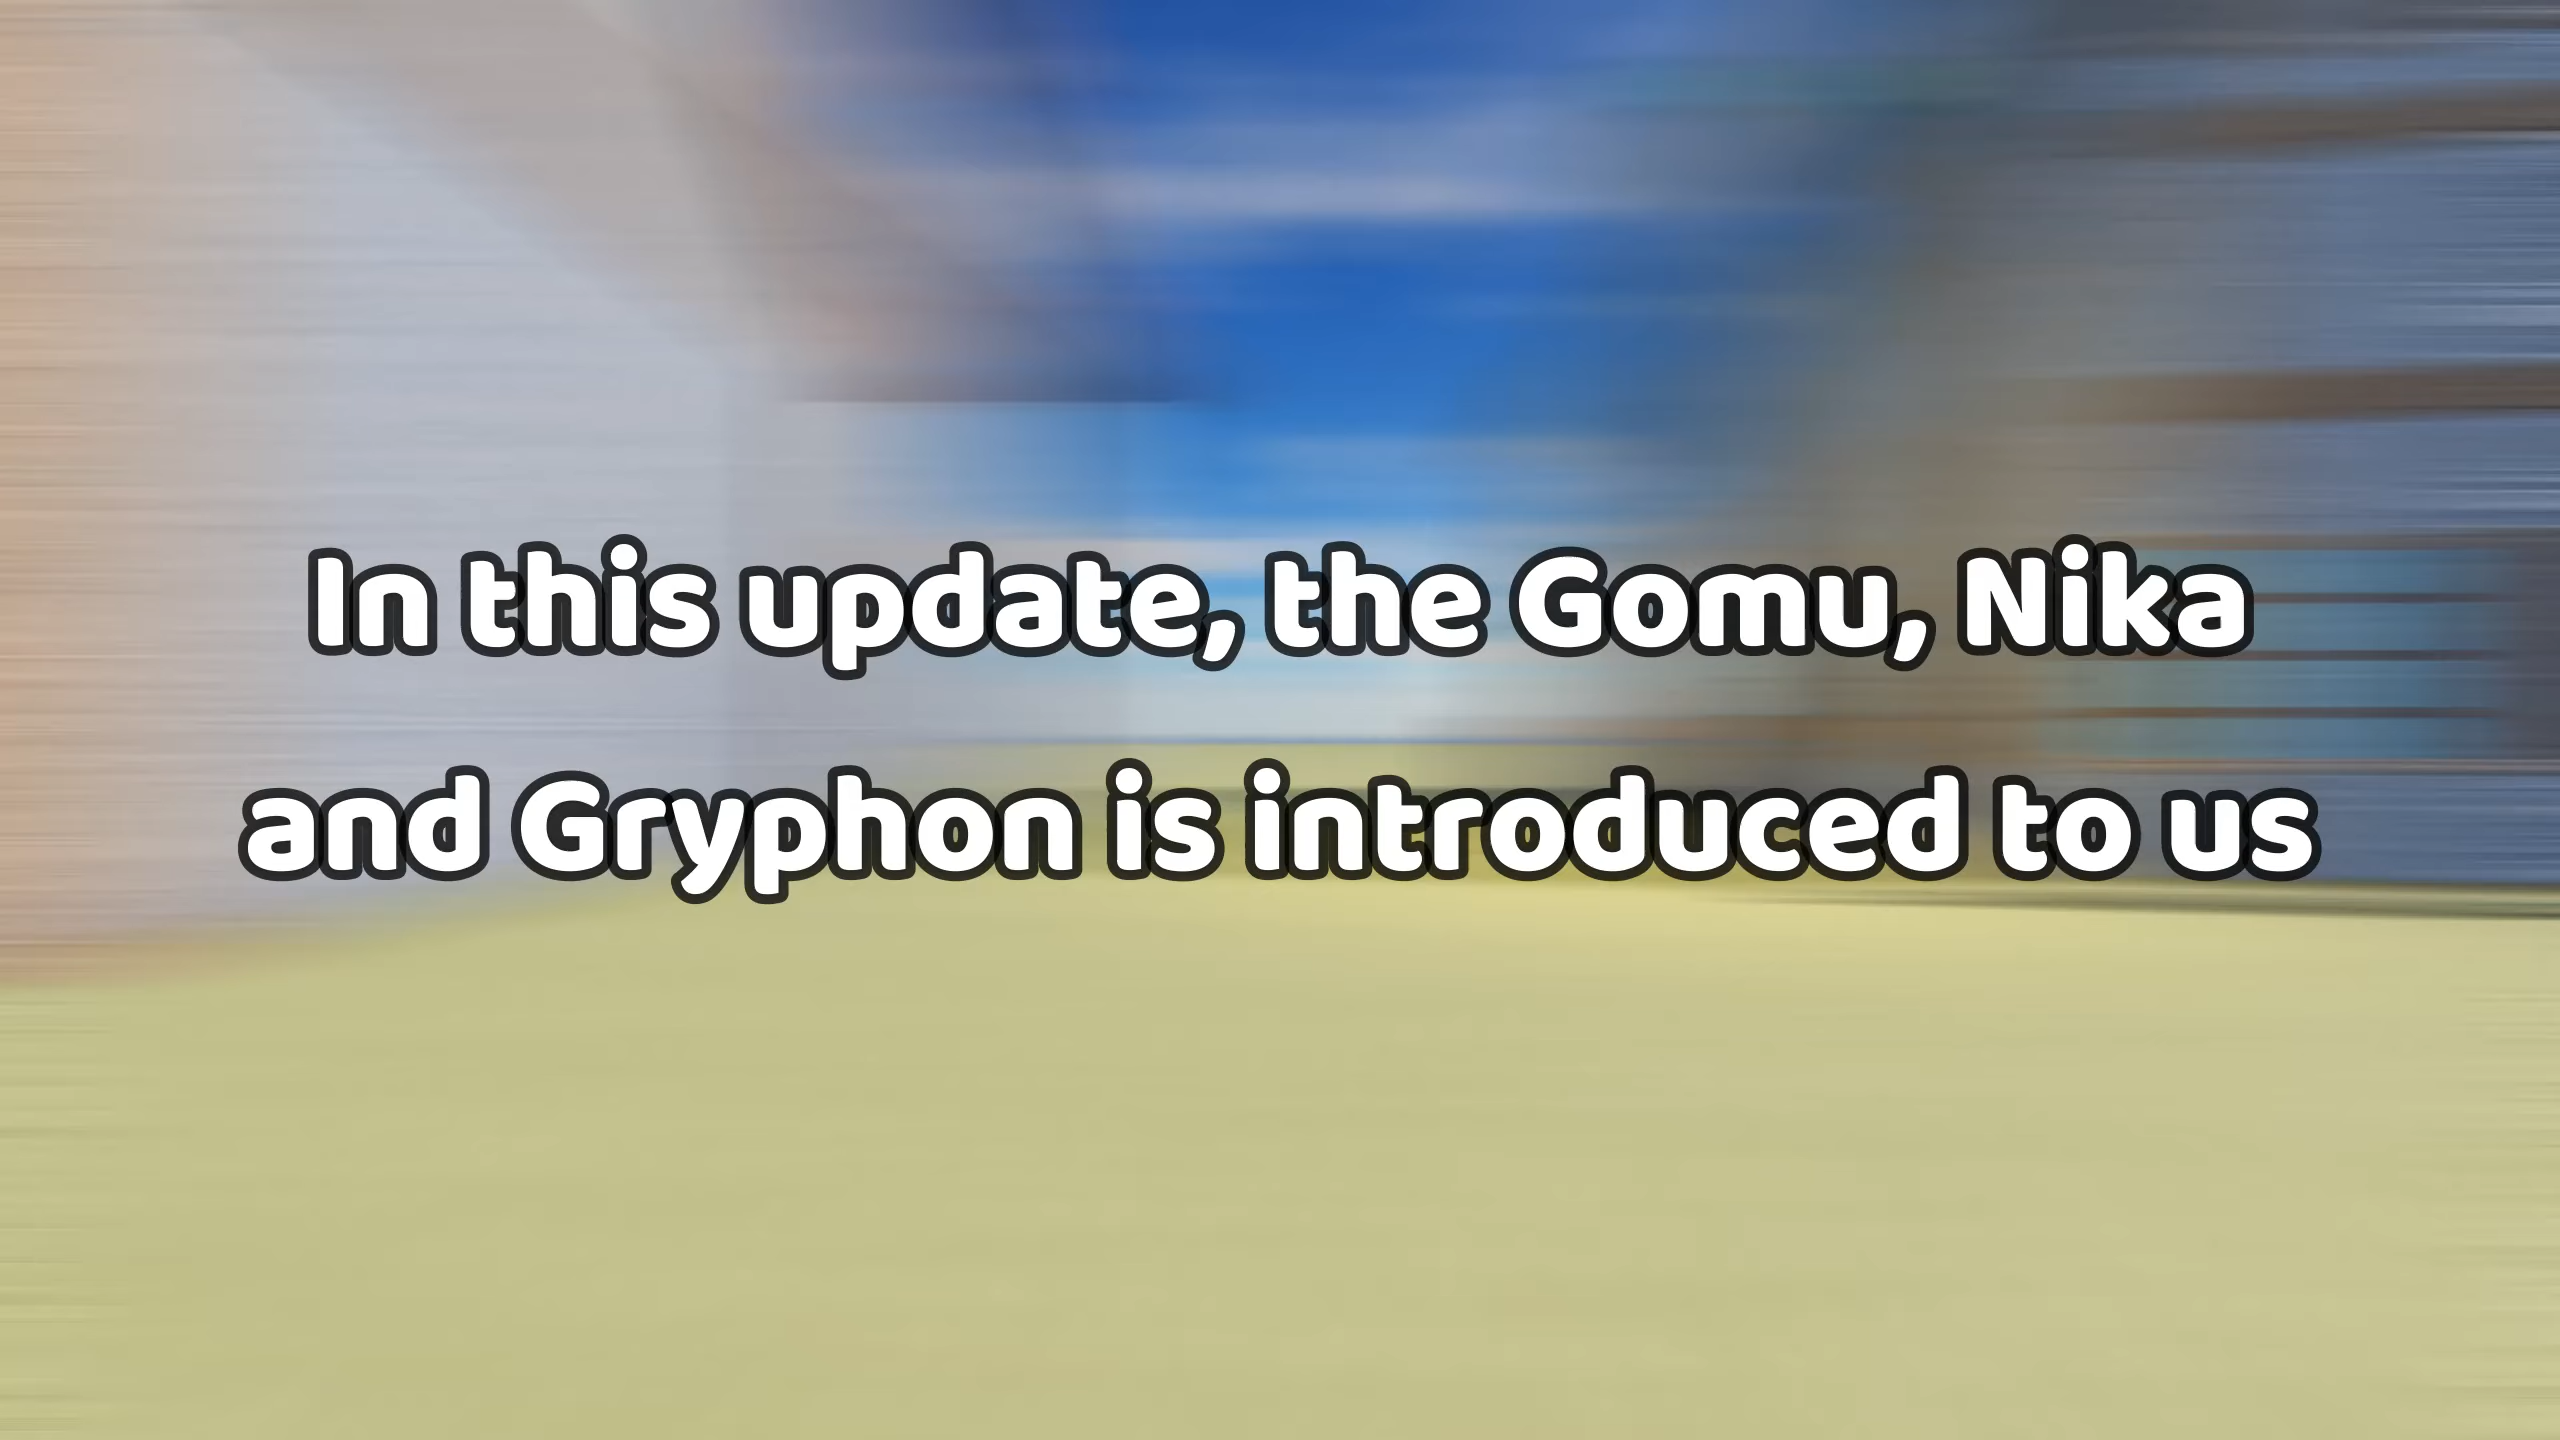 In this update, the Gomu, Nika
and Gryphon is introduced to us